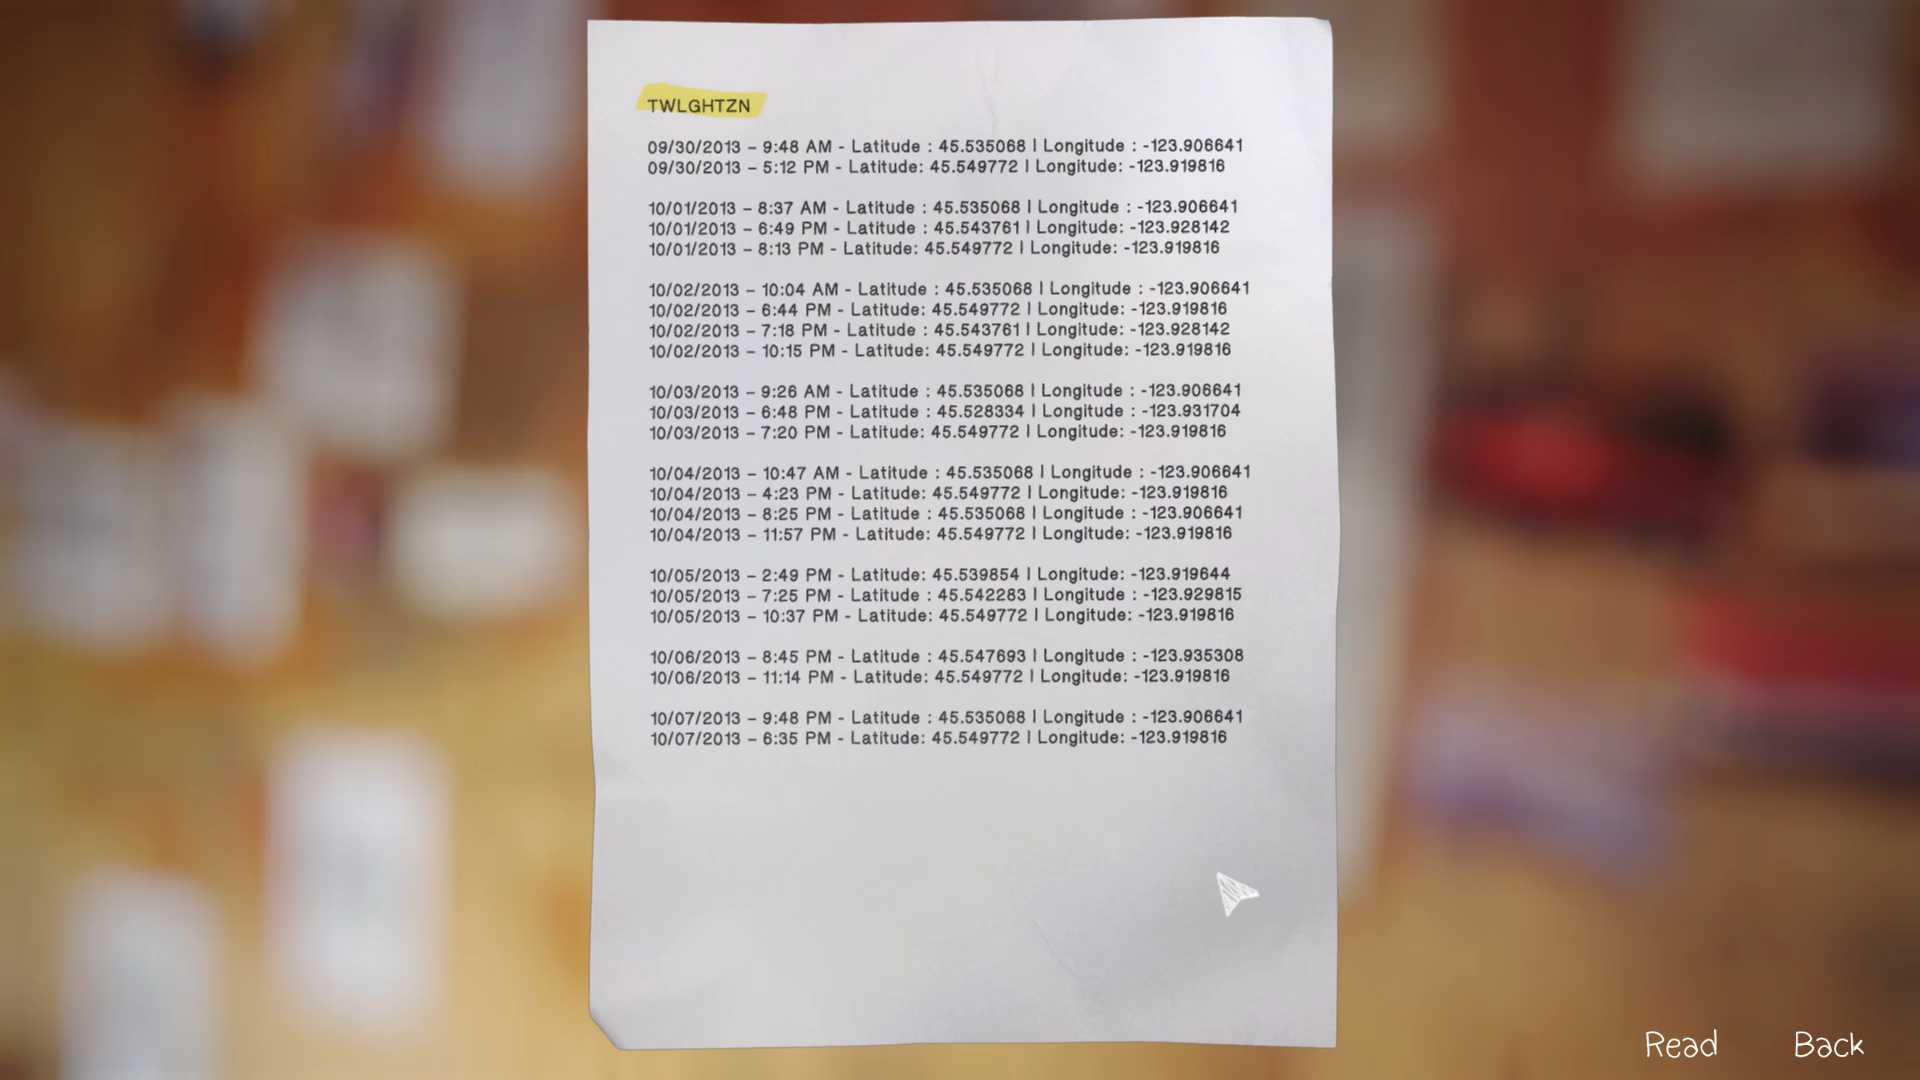 TWLGHTZN
09/30/2013 – 9:48 AM - Latitude : 45.535068 | Longitude : -123.906641
09/30/2013 – 5:12 PM - Latitude: 45.549772 | Longitude: -123.919816
10/01/2013 – 8:37 AM - Latitude : 45.535068 | Longitude : -123.906641
10/01/2013 – 6:49 PM - Latitude : 45.543761 | Longitude: -123.928142
10/01/2013 – 8:13 PM - Latitude: 45.549772 | Longitude: -123.919816
10/02/2013 – 10:04 AM - Latitude : 45.535068 | Longitude : -123.906641
10/02/2013 – 6:44 PM - Latitude: 45.549772 | Longitude: -123.919816
10/02/2013 – 7:18 PM - Latitude : 45.543761 | Longitude: -123.928142
10/02/2013 – 10:15 PM - Latitude: 45.549772 | Longitude: -123.919816
10/03/2013 – 9:26 AM - Latitude : 45.535068 | Longitude : -123.906641
10/03/2013 – 6:48 PM - Latitude : 45.528334 | Longitude: -123.931704
10/03/2013 – 7:20 PM - Latitude: 45.549772 | Longitude: -123.919816
10/04/2013 – 10:47 AM - Latitude : 45.535068 | Longitude : -123.906641
10/04/2013 – 4:23 PM - Latitude: 45.549772 | Longitude: -123.919816
10/04/2013 – 8:25 PM - Latitude : 45.535068 | Longitude : -123.906641
10/04/2013 – 11:57 PM - Latitude: 45.549772 | Longitude: -123.919816
10/05/2013 – 2:49 PM - Latitude: 45.539854 | Longitude: -123.919644
10/05/2013 – 7:25 PM - Latitude: 45.542283 | Longitude: -123.929815
10/05/2013 – 10:37 PM - Latitude: 45.549772 | Longitude: -123.919816
10/06/2013 – 8:45 PM - Latitude : 45.547693 | Longitude : -123.935308
10/06/2013 – 11:14 PM - Latitude: 45.549772 | Longitude: -123.919816
10/07/2013 – 9:48 PM - Latitude : 45.535068 | Longitude : -123.906641
10/07/2013 – 6:35 PM - Latitude: 45.549772 | Longitude: -123.919816
Read Back